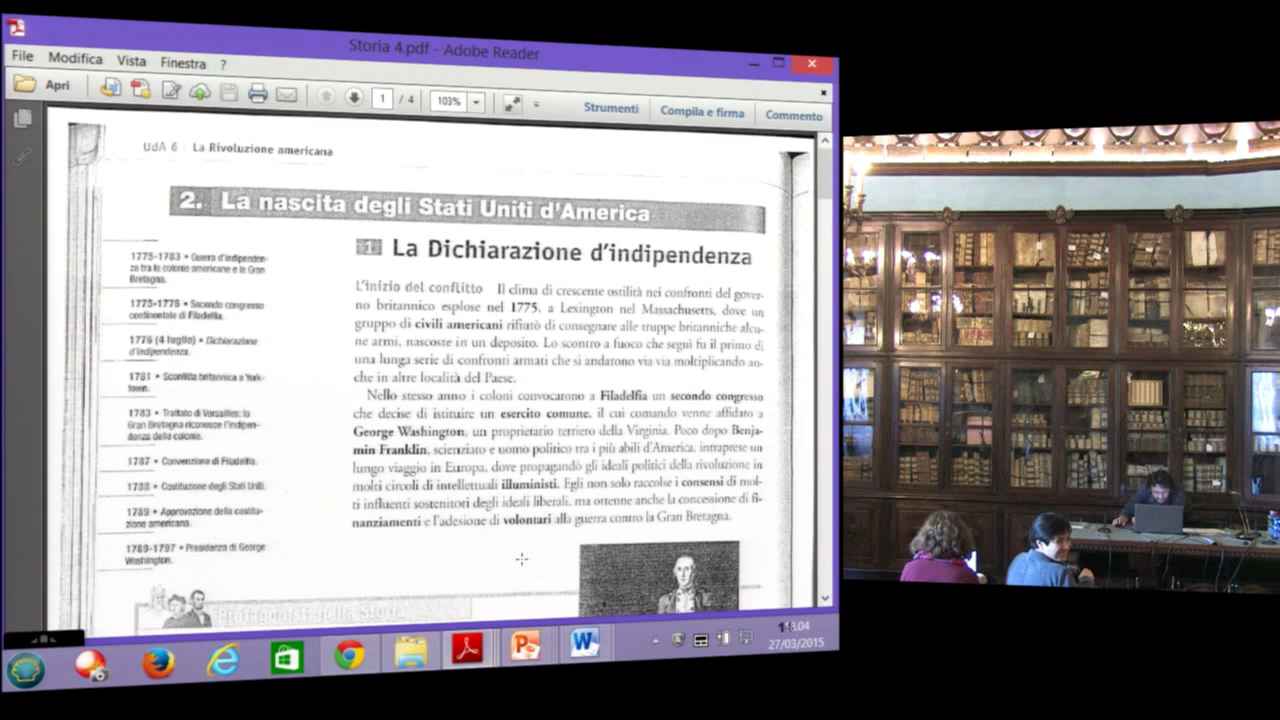 Storia 4.pdf - Adobe Reader
File Modifica Vista Finestra ?
Apri 1 / 4 103% Strumenti Compila e firma Commento
UdA 6 La Rivoluzione americana
2. La nascita degli Stati Uniti d'America
1775-1783 • Guerra d'indipenden-
za tra le colonie americane e la Gran
Bretagna.
1775-1776 • Secondo congresso
continentale di Filadelfia.
1776 (4 luglio) • Dichiarazione
d'indipendenza.
1781 • Sconfitta britannica a York-
town.
1783 • Trattato di Versailles: la
Gran Bretagna riconosce l'indipen-
denza delle colonie.
1787 • Convenzione di Filadelfia.
1788 • Costituzione degli Stati Uniti.
1789 • Approvazione della costitu-
zione americana.
1789-1797 • Presidenza di George
Washington.
1 La Dichiarazione d'indipendenza
L'inizio del conflitto Il clima di crescente ostilità nei confronti del gover-
no britannico esplose nel 1775, a Lexington nel Massachusetts, dove un
gruppo di civili americani rifiutò di consegnare alle truppe britanniche alcu-
ne armi, nascoste in un deposito. Lo scontro a fuoco che seguì fu il primo di
una lunga serie di confronti armati che si andarono via via moltiplicando an-
che in altre località del Paese.
Nello stesso anno i coloni convocarono a Filadelfia un secondo congresso
che decise di istituire un esercito comune, il cui comando venne affidato a
George Washington, un proprietario terriero della Virginia. Poco dopo Benja-
min Franklin, scienziato e uomo politico tra i più abili d'America, intraprese un
lungo viaggio in Europa, dove propagandò gli ideali politici della rivoluzione in
molti circoli di intellettuali illuministi. Egli non solo raccolse i consensi di mol-
ti influenti sostenitori degli ideali liberali, ma ottenne anche la concessione di fi-
nanziamenti e l'adesione di volontari alla guerra contro la Gran Bretagna.
Protagonisti della Storia
18.04
27/03/2015